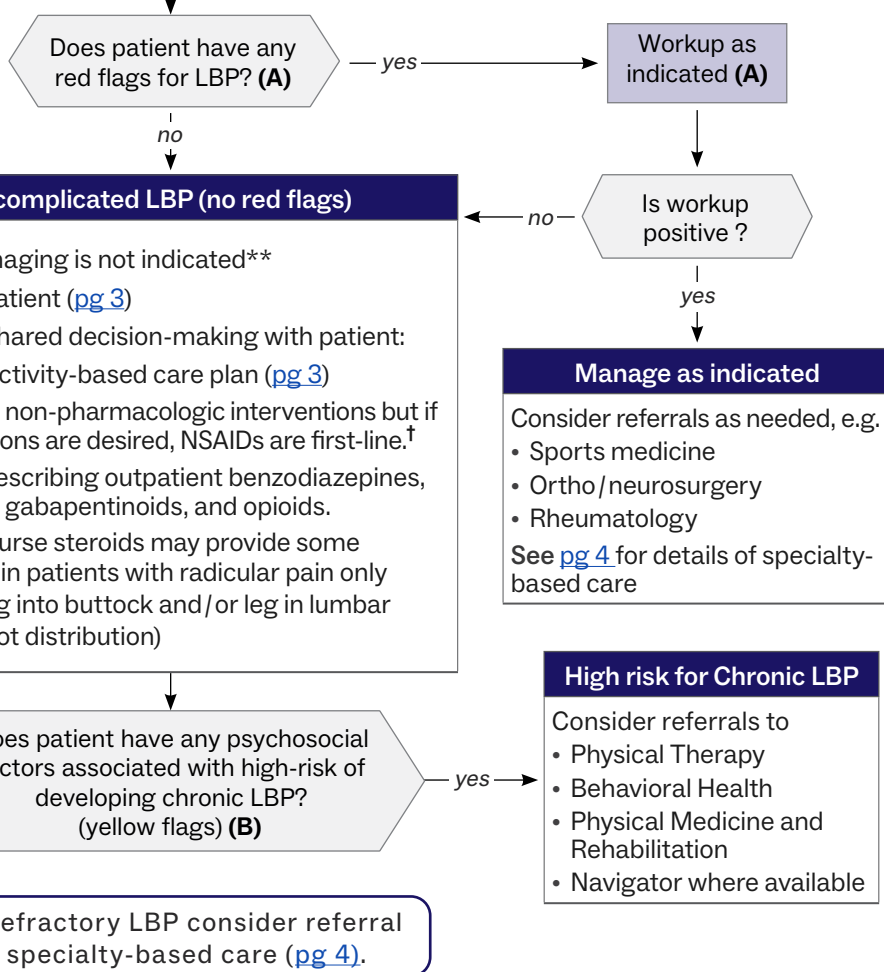 Does patient have any
red flags for LBP? (A)
yes
Workup as
indicated (A)
no
complicated LBP (no red flags)
no
Is workup
positive ?
yes
aging is not indicated**
atient (pg 3)
hared decision-making with patient:
ctivity-based care plan (pg 3)
non-pharmacologic interventions but if
ons are desired, NSAIDs are first-line.†
escribing outpatient benzodiazepines,
gabapentinoids, and opioids.
urse steroids may provide some
in patients with radicular pain only
g into buttock and/or leg in lumbar
ot distribution)
Manage as indicated
Consider referrals as needed, e.g.
• Sports medicine
• Ortho/neurosurgery
• Rheumatology
See pg 4 for details of specialty-
based care
oes patient have any psychosocial
ctors associated with high-risk of
developing chronic LBP?
(yellow flags) (B)
yes
High risk for Chronic LBP
Consider referrals to
• Physical Therapy
• Behavioral Health
• Physical Medicine and
Rehabilitation
• Navigator where available
efractory LBP consider referral
specialty-based care (pg 4).